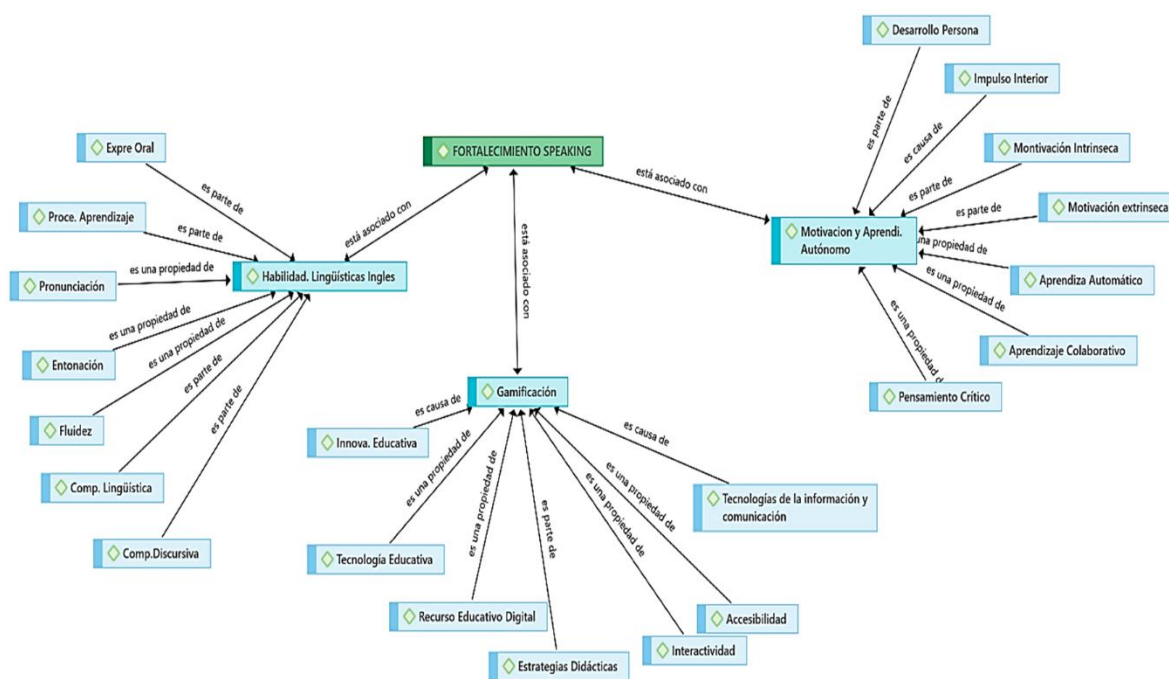 Desarrollo Persona
Impulso Interior
es parte de
es causa de
FORTALECIMIENTO SPEAKING
Expre Oral
Montivación Intrinseca
es parte de
está asociado con
es parte de
Proce. Aprendizaje
está asociado con
es parte de
Motivación extrinseca
es parte de
está asociado con
Motivacion y Aprendi.
Autónomo
una propiedad de
Habilidad. Lingüísticas Ingles
es una propiedad de
Pronunciación
Aprendiza Automático
es una propiedad de
es una propiedad de
es una propiedad de
es una propiedad de
Entonación
Aprendizaje Colaborativo
es parte de
es parte de
Gamificación
Pensamiento Crítico
es causa de
Fluidez
Innova. Educativa
es causa de
es una propiedad de
es una propiedad de
es parte de
es una propiedad de
es una propiedad de
Comp. Lingüística
Tecnologías de la información y
comunicación
Comp.Discursiva
Tecnología Educativa
Recurso Educativo Digital
Accesibilidad
Interactividad
Estrategias Didácticas